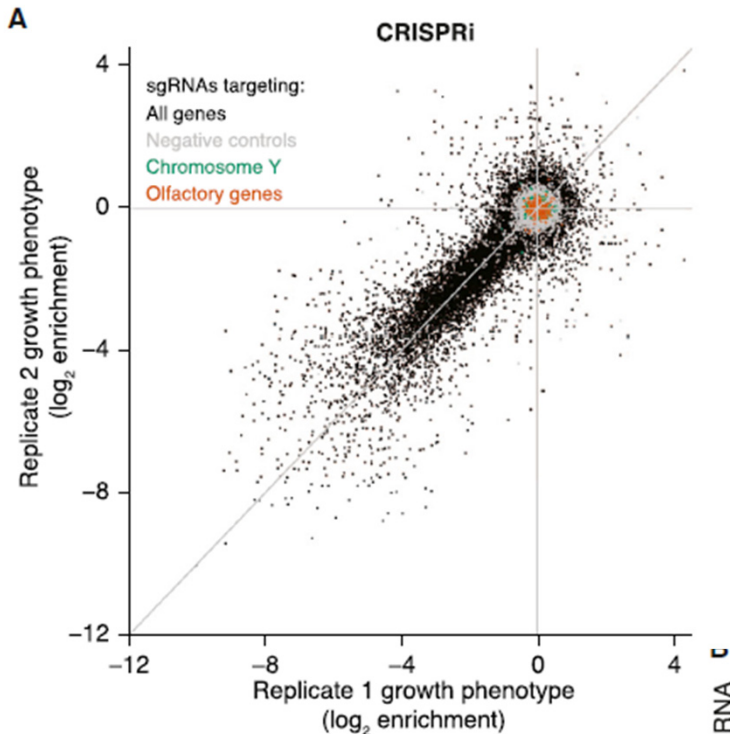 A
CRISPRi
sgRNAs targeting:
All genes
Negative controls
Chromosome Y
Olfactory genes
4
0
−4
−8
−12
Replicate 2 growth phenotype
(log2 enrichment)
−12
−8
−4
0
4
Replicate 1 growth phenotype
(log2 enrichment)
RNA